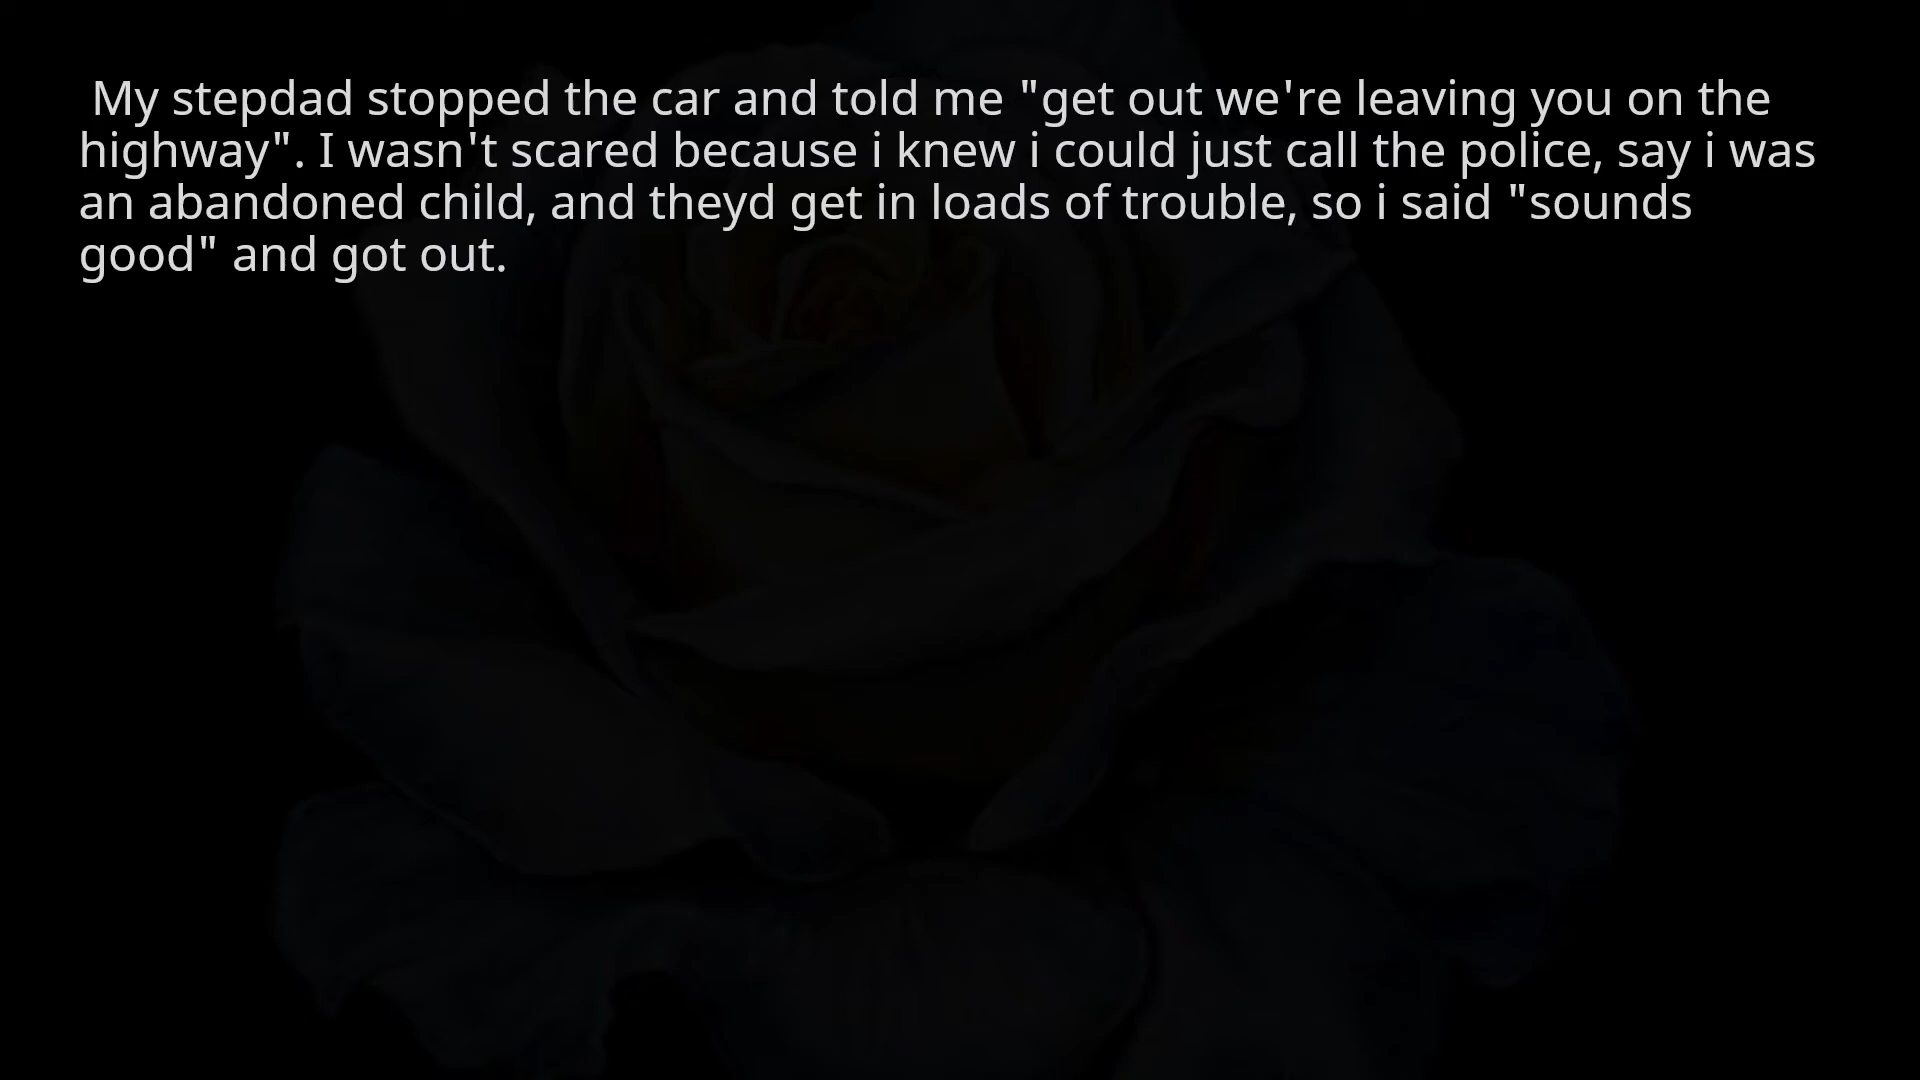 My stepdad stopped the car and told me "get out we're leaving you on the
highway". I wasn't scared because i knew i could just call the police, say i was
an abandoned child, and theyd get in loads of trouble, so i said "sounds
good" and got out.